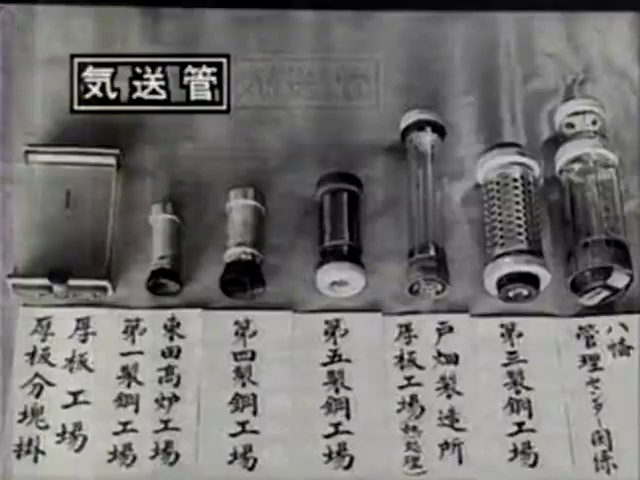 気送管
八幡
管理センター関係
第三製鋼工場
戸畑製造所
厚板工場(熱処理)
第五製鋼工場
第四製鋼工場
東田高炉工場
第一製鋼工場
厚板工場
厚板分塊掛